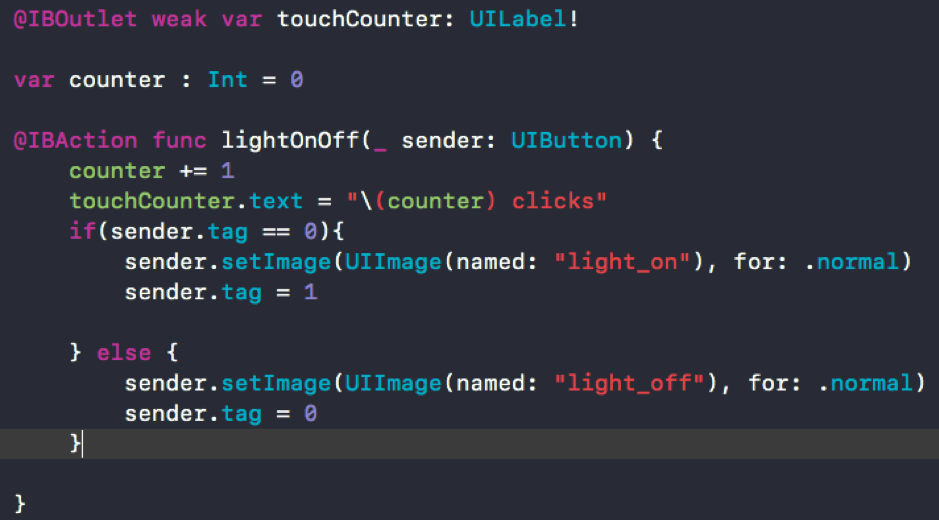 @IBOutlet weak var touchCounter: UILabel!
var counter : Int = 0
@IBAction func lightOnOff(_ sender: UIButton) {
counter += 1
touchCounter.text = "\(counter) clicks"
if(sender.tag == 0){
sender.setImage(UIImage(named: "light_on"), for: .normal)
sender.tag = 1
} else {
sender.setImage(UIImage(named: "light_off"), for: .normal)
sender.tag = 0
}
}